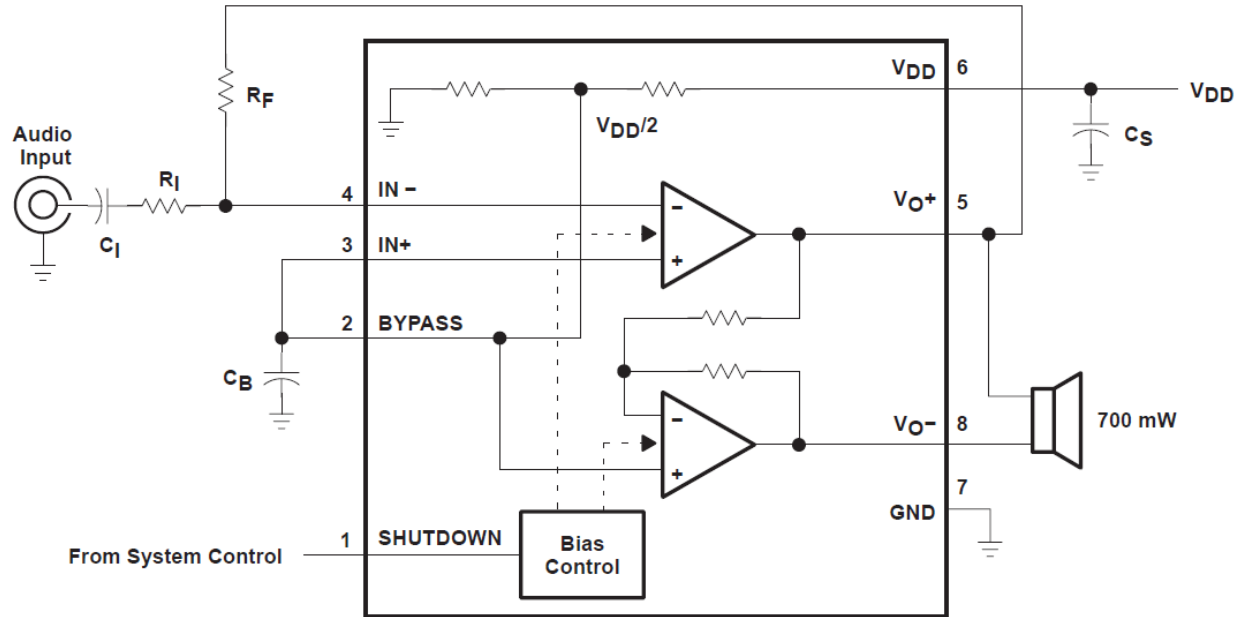 VDD 6
VDD
RF
VDD/2
CS
Audio
Input
RI
4 IN −
−
VO+ 5
CI
3 IN+
+
2 BYPASS
CB
−
VO− 8
700 mW
+
7
GND
1 SHUTDOWN
From System Control
Bias
Control